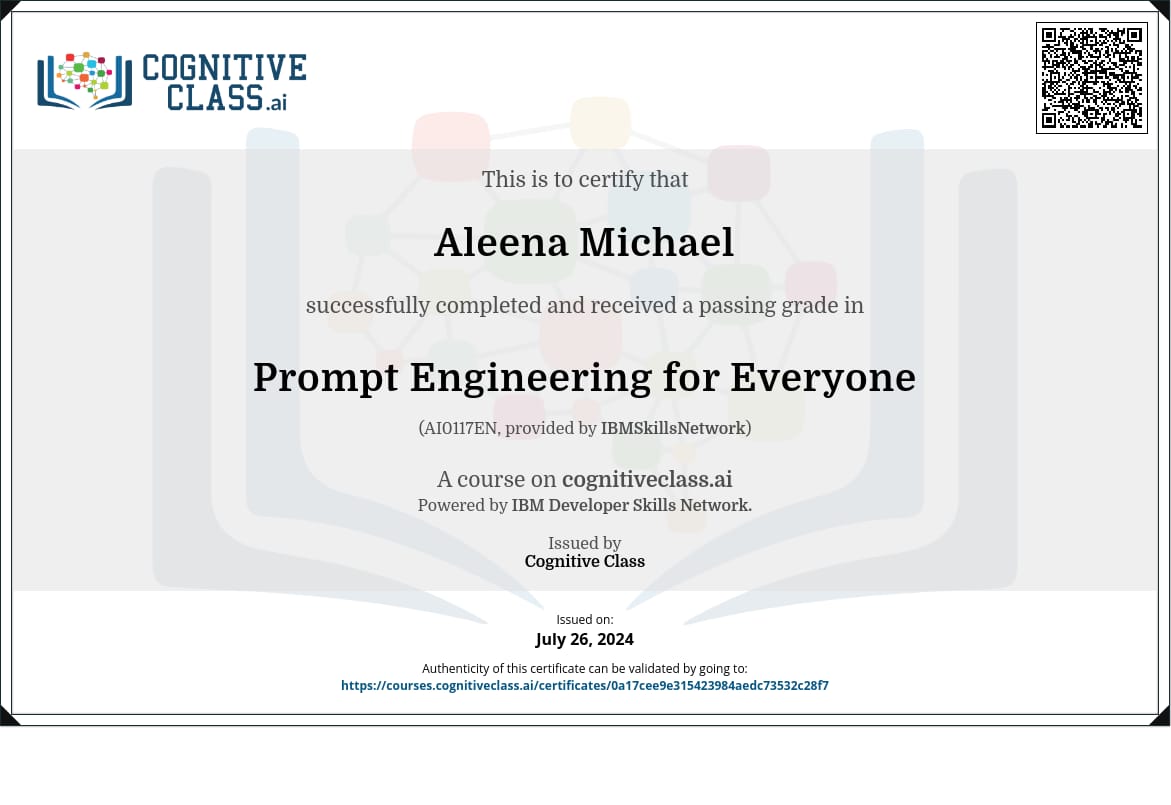 COGNITIVE
CLASS.ai
This is to certify that
Aleena Michael
successfully completed and received a passing grade in
Prompt Engineering for Everyone
(AI0117EN, provided by IBMSkillsNetwork)
A course on cognitiveclass.ai
Powered by IBM Developer Skills Network.
Issued by
Cognitive Class
Issued on:
July 26, 2024
Authenticity of this certificate can be validated by going to:
https://courses.cognitiveclass.ai/certificates/0a17cee9e315423984aedc73532c28f7